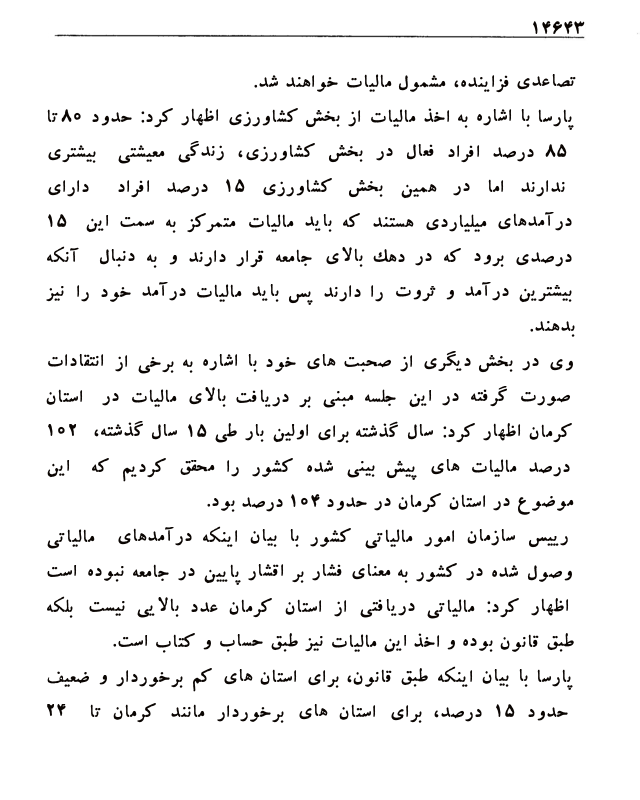 ۱۴۶۴۳
تصاعدی فزاینده، مشمول مالیات خواهند شد.
پارسا با اشاره به اخذ مالیات از بخش کشاورزی اظهار کرد: حدود ۸۰ تا
۸۵ درصد افراد فعال در بخش کشاورزی، زندگی معیشتی بیشتری
ندارند اما در همین بخش کشاورزی ۱۵ درصد افراد دارای
درآمدهای میلیاردی هستند که باید مالیات متمرکز به سمت این ۱۵
درصدی برود که در دهك بالای جامعه قرار دارند و به دنبال آنکه
بیشترین درآمد و ثروت را دارند پس باید مالیات درآمد خود را نیز
بدهند.
وی در بخش دیگری از صحبت های خود با اشاره به برخی از انتقادات
صورت گرفته در این جلسه مبنی بر دریافت بالای مالیات در استان
کرمان اظهار کرد: سال گذشته برای اولین بار طی ۱۵ سال گذشته، ۱۰۲
درصد مالیات های پیش بینی شده کشور را محقق کردیم که این
موضوع در استان کرمان در حدود ۱۰۴ درصد بود.
رییس سازمان امور مالیاتی کشور با بیان اینکه درآمدهای مالیاتی
وصول شده در کشور به معنای فشار بر اقشار پایین در جامعه نبوده است
اظهار کرد: مالیاتی دریافتی از استان کرمان عدد بالایی نیست بلکه
طبق قانون بوده و اخذ این مالیات نیز طبق حساب و کتاب است.
پارسا با بیان اینکه طبق قانون، برای استان های کم برخوردار و ضعیف
حدود ۱۵ درصد، برای استان های برخوردار مانند کرمان تا ۲۴